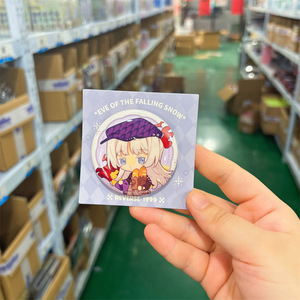 "EVE OF THE FALLING SNOW"
REVERSE·1999